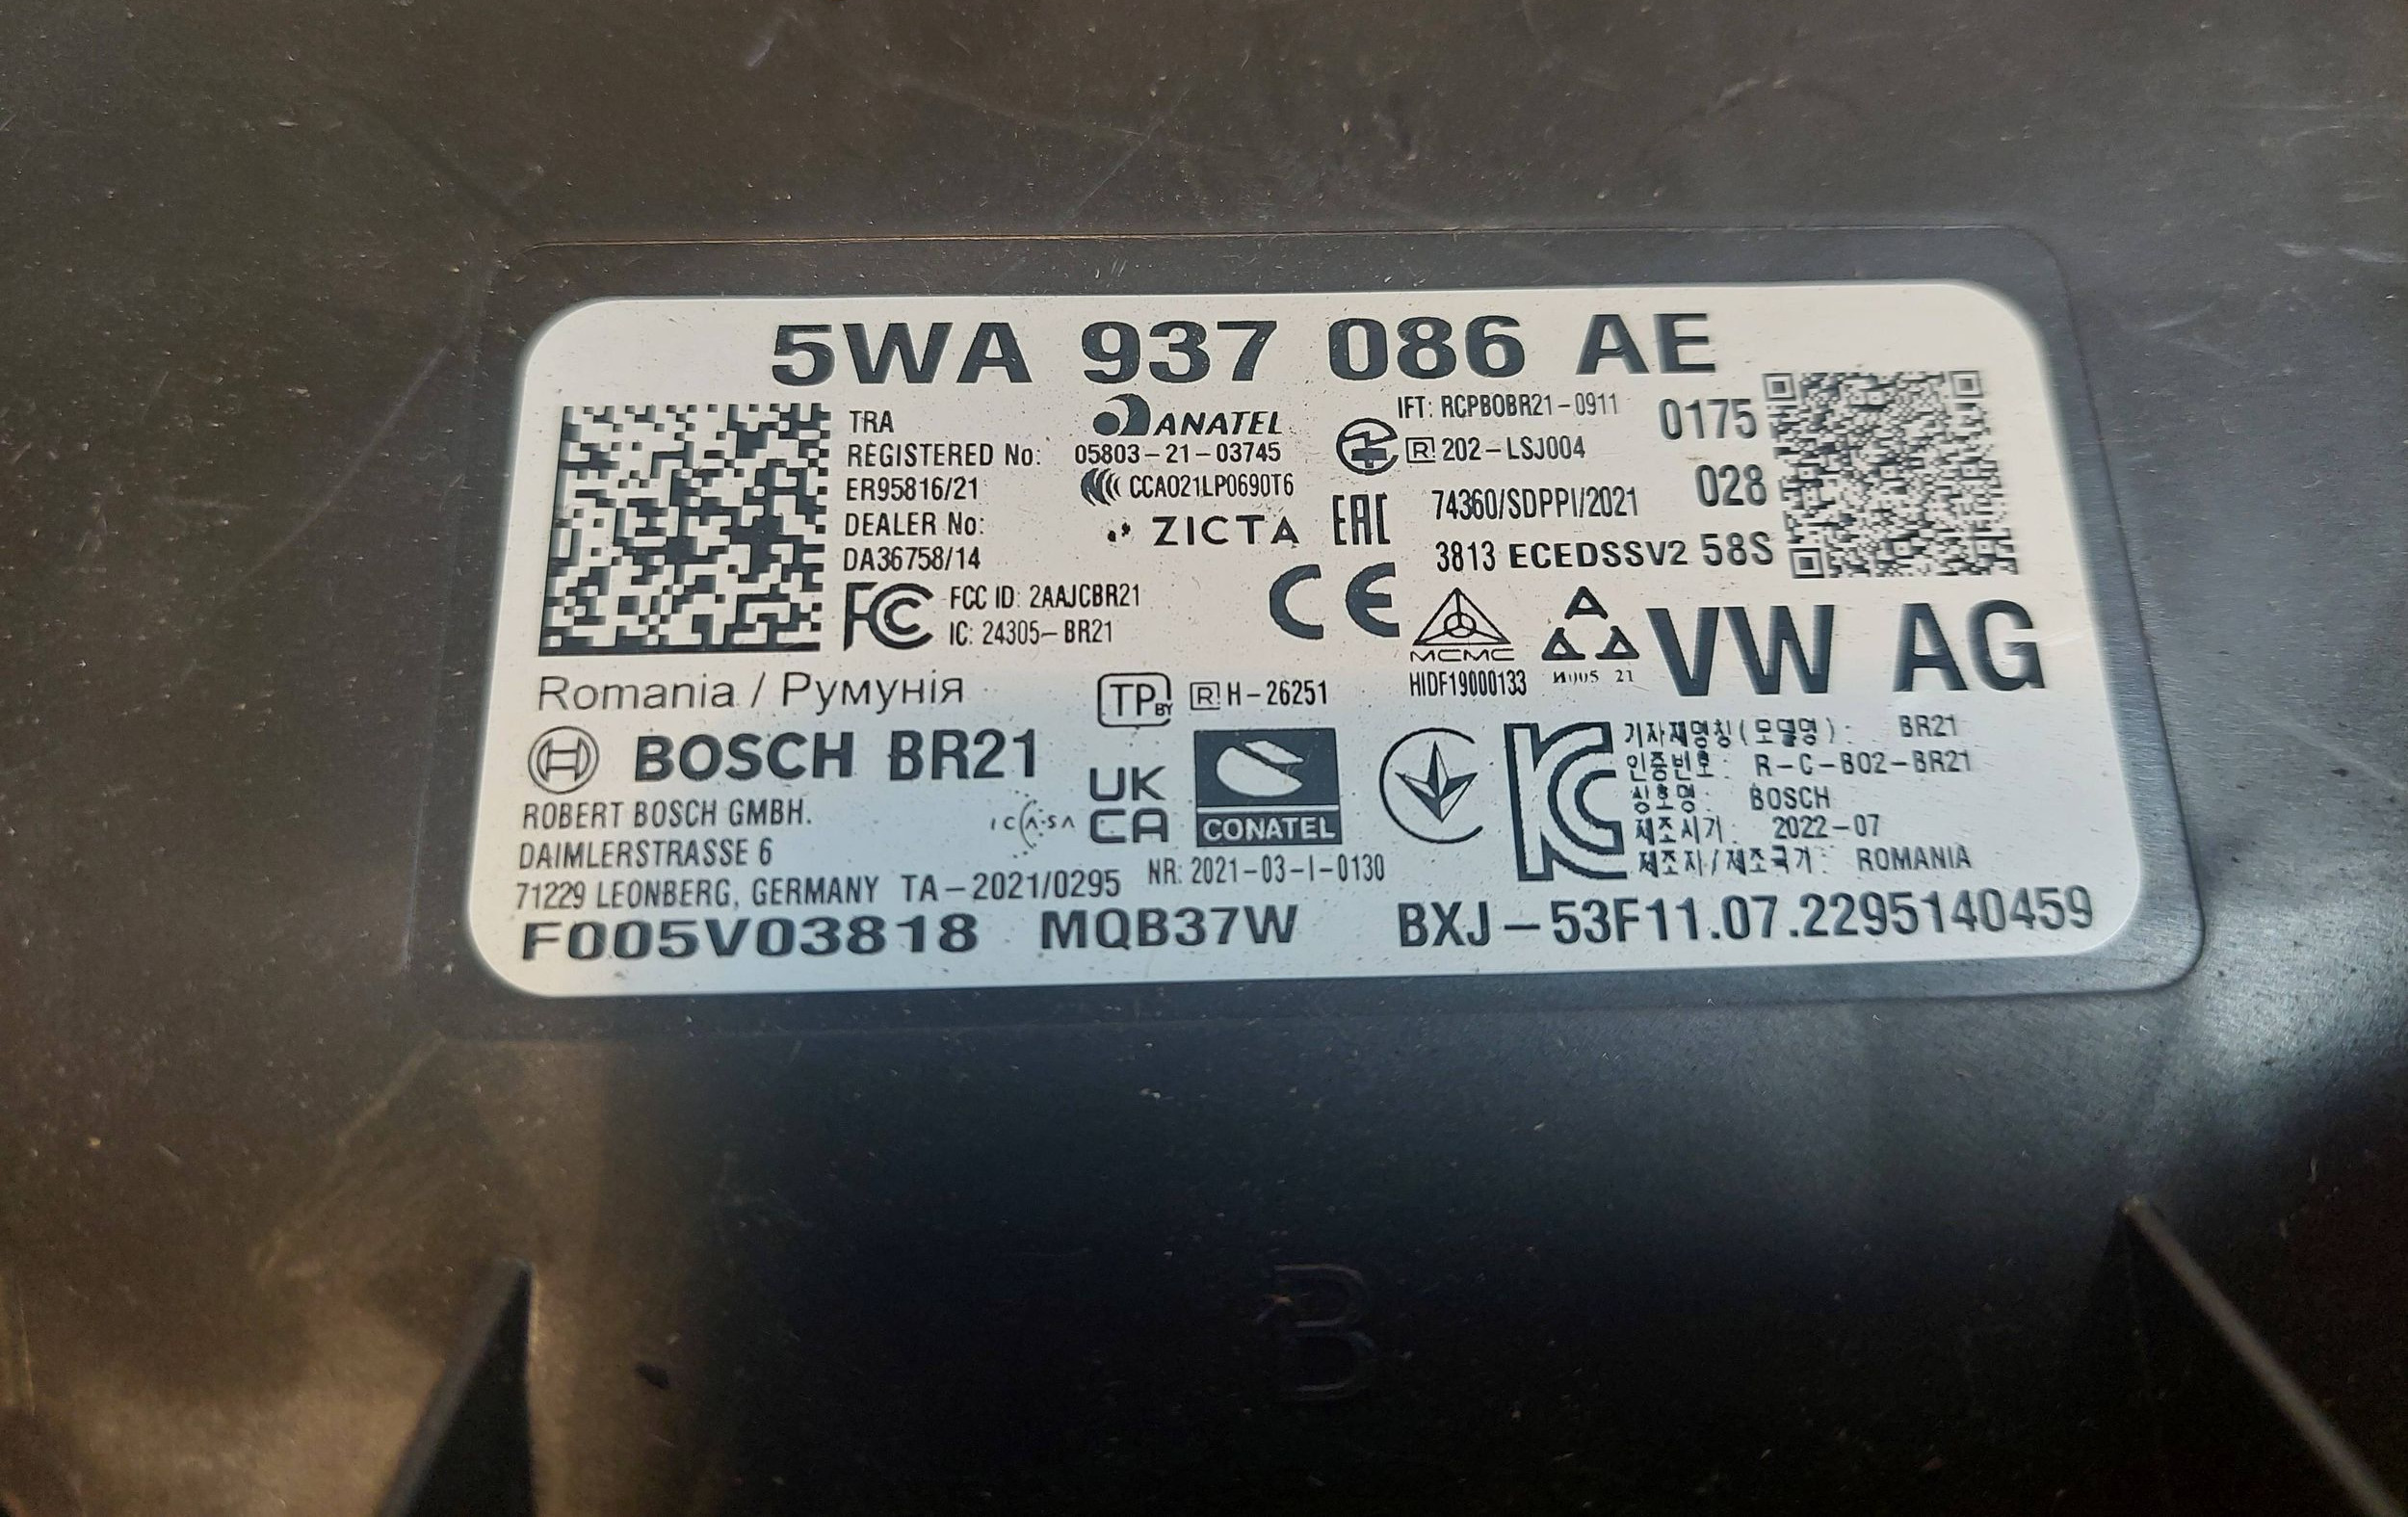 5WA 937 086 AE
TRA
REGISTERED No:
ER95816/21
DEALER No:
DA36758/14
ANATEL
05803-21-03745
CCAO21LP0690T6
ZICTA
IFT: RCPBOBR21-0911
R 202-LSJ004
EAC
74360/SDPPI/2021
3813 ECEDSSV2 58S
0175
028
FC FCC ID: 2AAJCBR21
IC: 24305-BR21
CE
MCMC
HIDF19000133
A
21
VW AG
Romania / Румунія
TP BY R H-26251
BOSCH BR21
ROBERT BOSCH GMBH.
DAIMLERSTRASSE 6
71229 LEONBERG, GERMANY TA-2021/0295
ICASA
UK
CA
CONATEL
NR: 2021-03-I-0130
기자재명칭(모델명): BR21
인증번호: R-C-B02-BR21
상호명: BOSCH
제조시기: 2022-07
제조자/제조국가: ROMANIA
F005V03818 MQB37W BXJ-53F11.07.2295140459
B